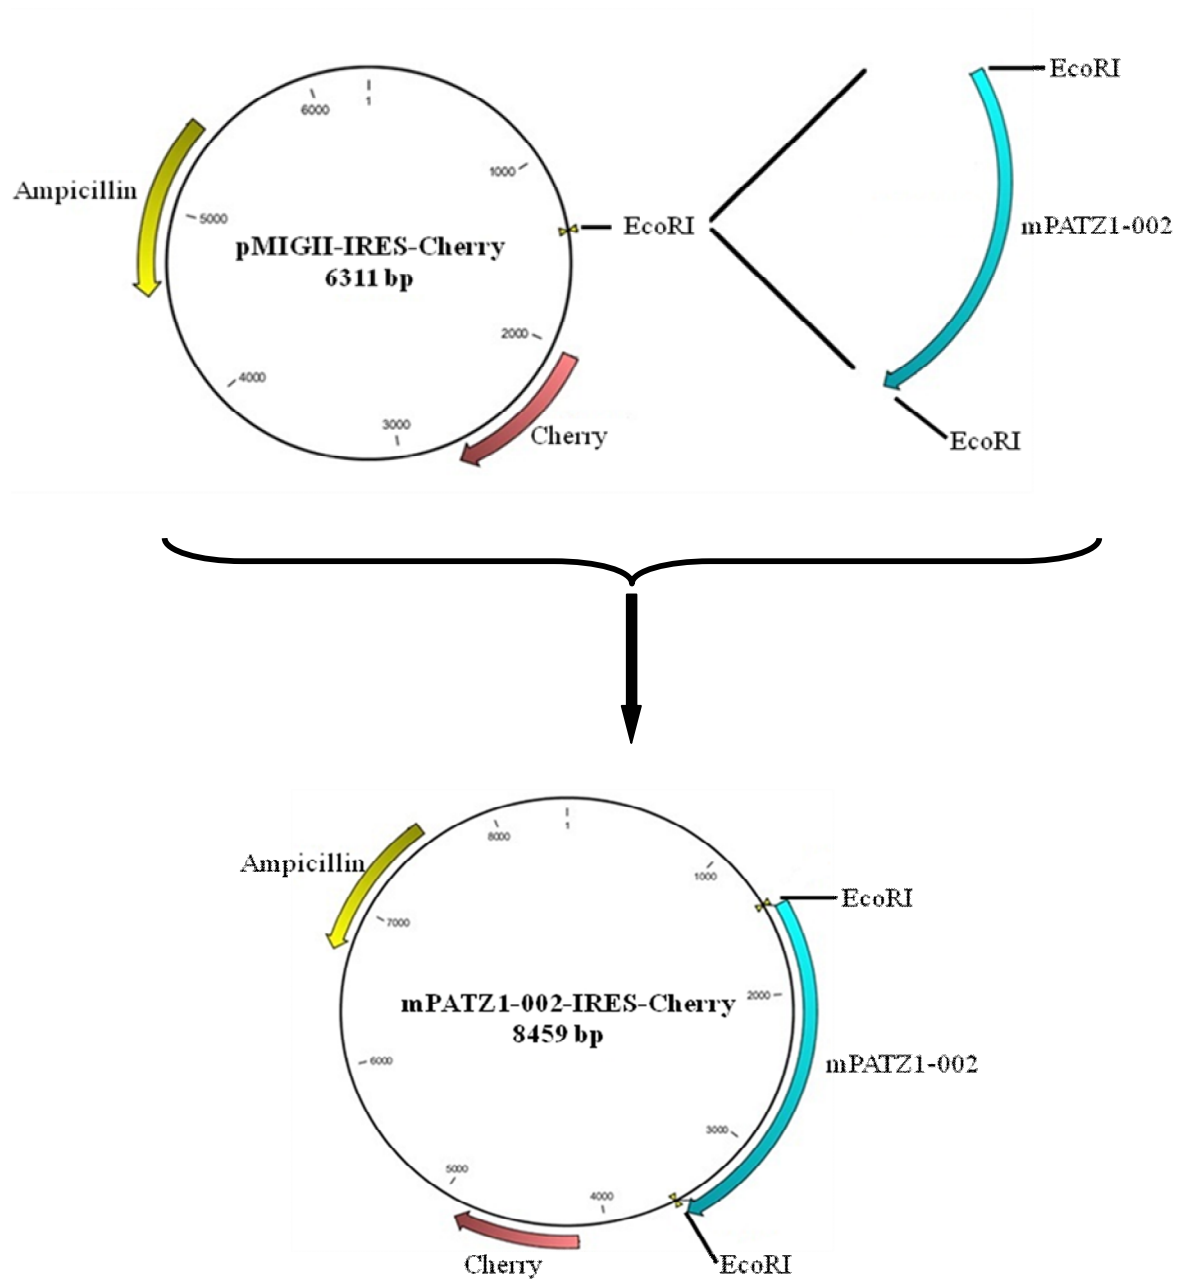 EcoRI
6000
1
Ampicillin
1000
5000
EcoRI
mPATZ1-002
pMIGII-IRES-Cherry
6311 bp
2000
4000
3000
Cherry
EcoRI
8000
1
Ampicillin
1000
EcoRI
7000
2000
mPATZ1-002-IRES-Cherry
8459 bp
6000
mPATZ1-002
3000
5000
4000
Cherry
EcoRI